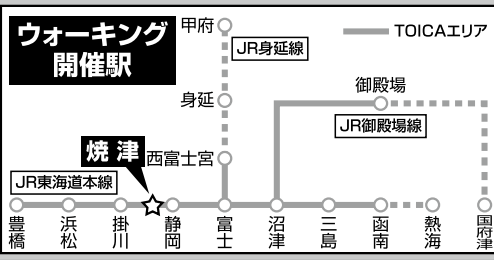 ウォーキング
開催駅
甲府
TOICAエリア
JR身延線
御殿場
身延
JR御殿場線
焼津
西富士宮
JR東海道本線
豊橋
浜松
掛川
静岡
富士
沼津
三島
函南
熱海
国府津